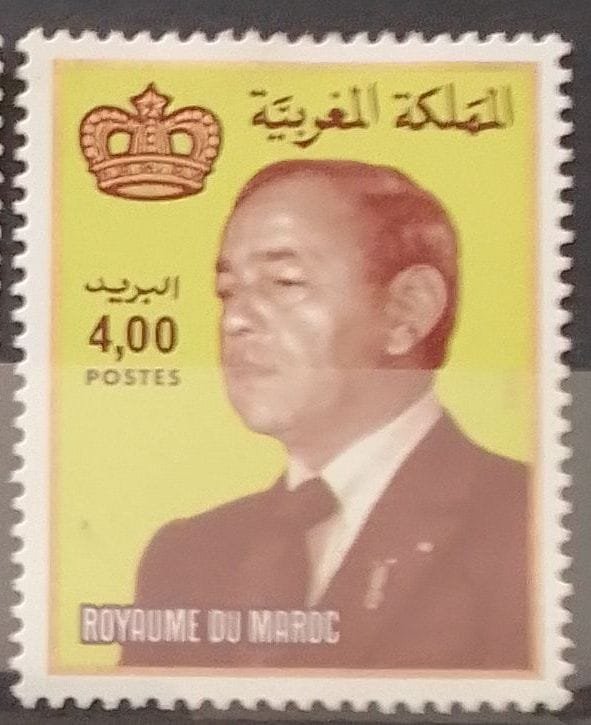 المملكة المغربية
البريد
4,00
POSTES
ROYAUME DU MAROC